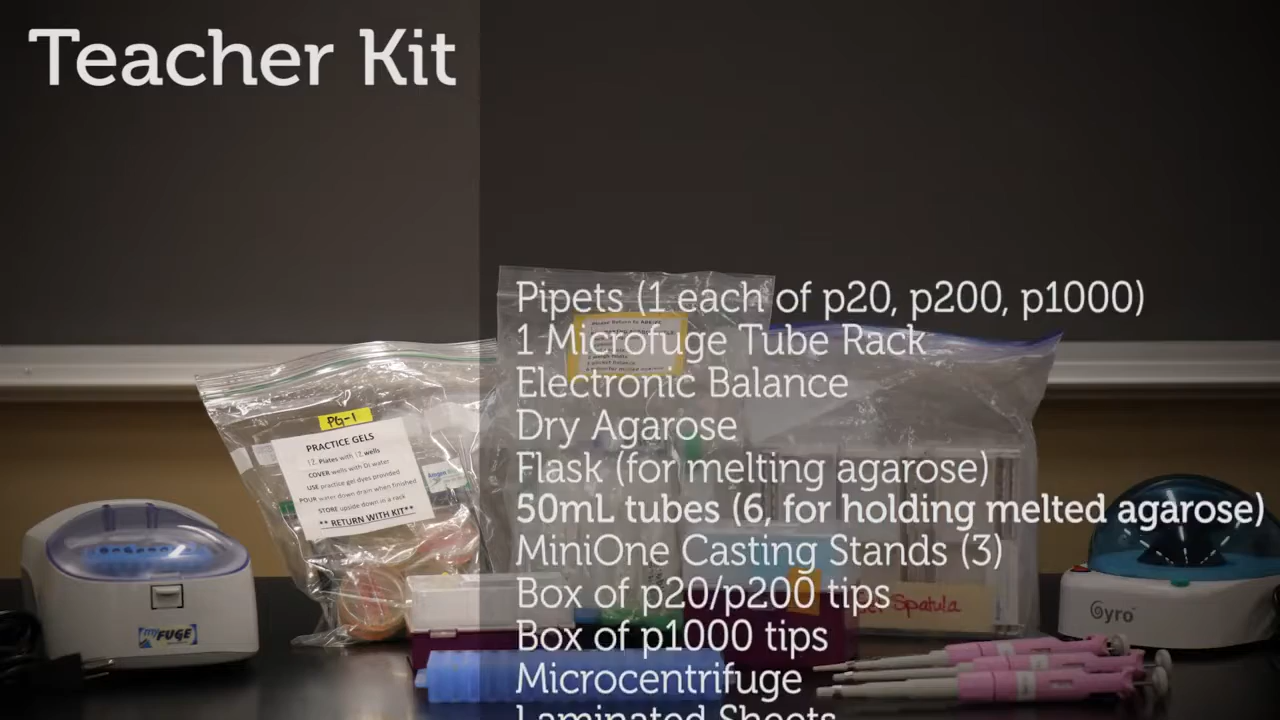 Teacher Kit
Pipets (1 each of p20, p200, p1000)
1 Microfuge Tube Rack
Electronic Balance
Dry Agarose
Flask (for melting agarose)
50mL tubes (6, for holding melted agarose)
MiniOne Casting Stands (3)
Box of p20/p200 tips
Box of p1000 tips
Microcentrifuge
Laminated Sheets
PG-1
PRACTICE GELS
12 Plates with 12 wells
COVER wells with DI water
USE practice gel dyes provided
POUR water down drain when finished
STORE upside down in a rack
** RETURN WITH KIT**
myFUGE
Spatula
Gyro